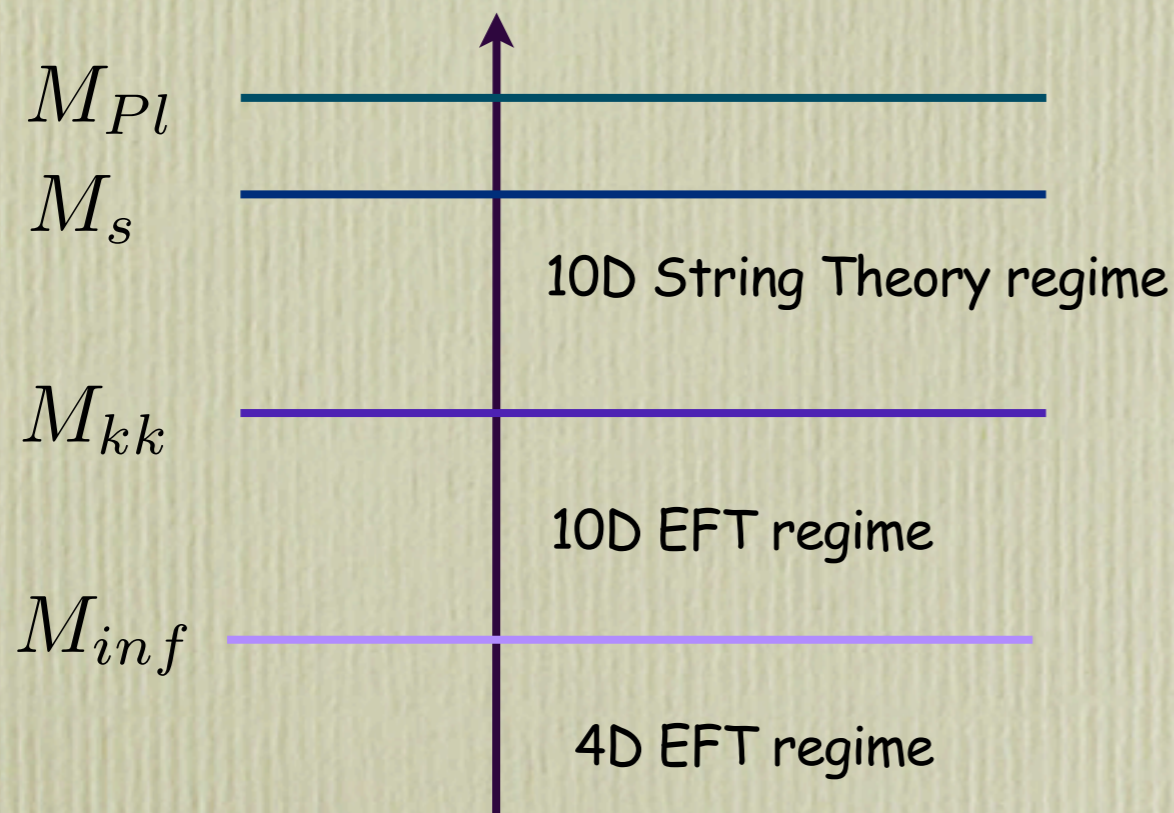 M_{Pl}
M_s
10D String Theory regime
M_{kk}
10D EFT regime
M_{inf}
4D EFT regime